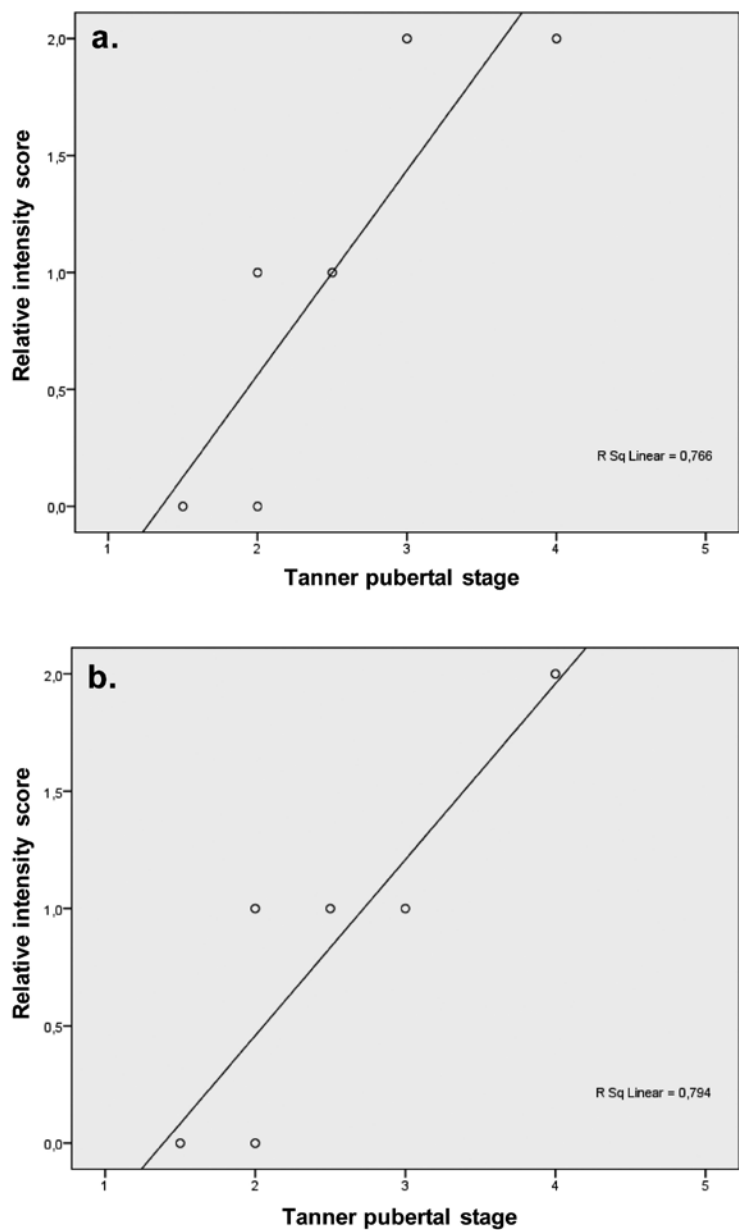 a.
2,0
1,5
1,0
0,5
0,0
Relative intensity score
R Sq Linear = 0,766
1 2 3 4 5
Tanner pubertal stage
b.
2,0
1,5
1,0
0,5
0,0
Relative intensity score
R Sq Linear = 0,794
1 2 3 4 5
Tanner pubertal stage